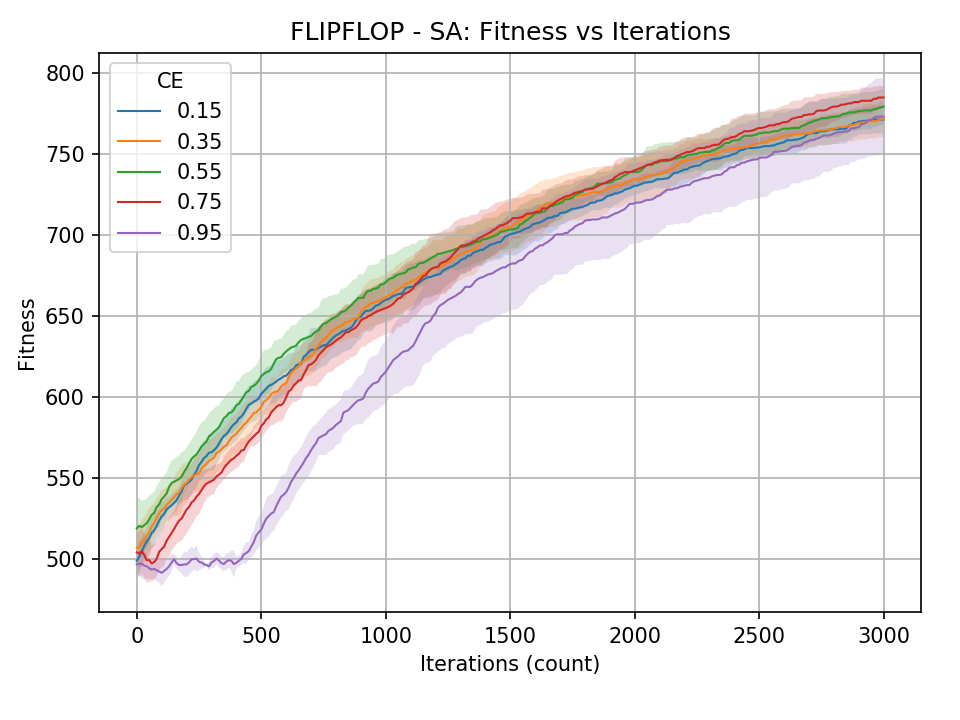 FLIPFLOP - SA: Fitness vs Iterations
CE
0.15
0.35
0.55
0.75
0.95
Fitness
800
750
700
650
600
550
500
0 500 1000 1500 2000 2500 3000
Iterations (count)